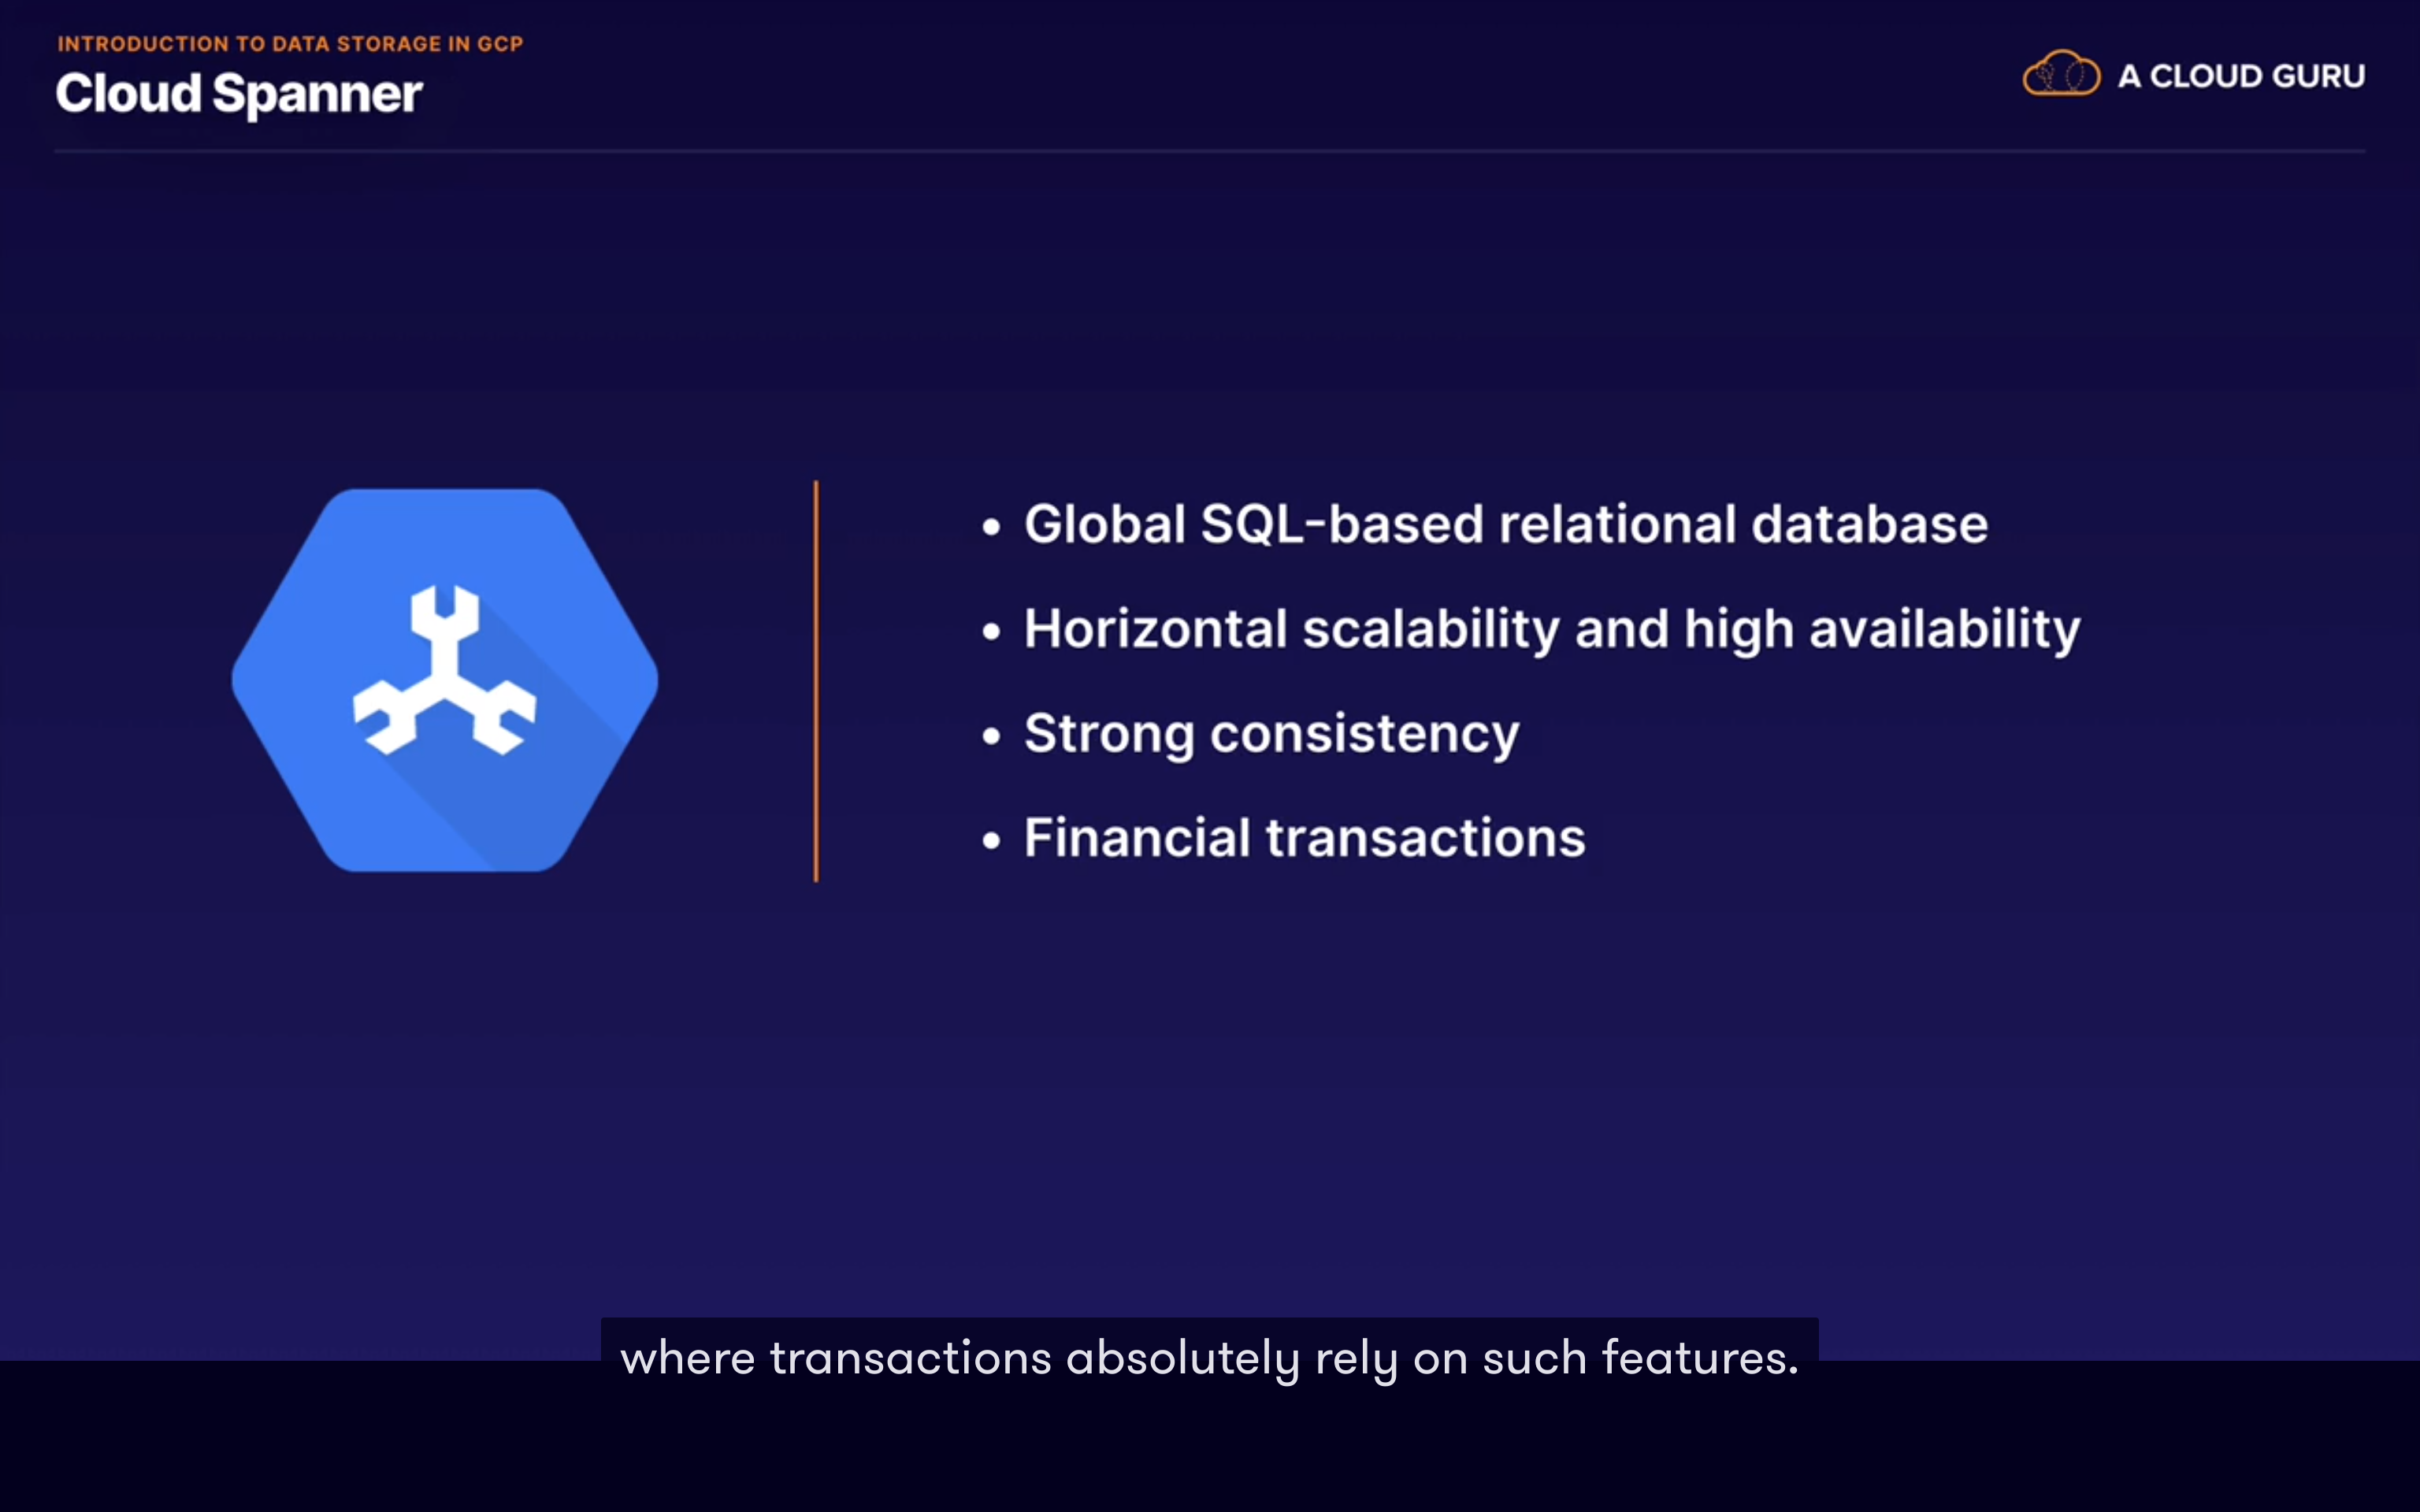 INTRODUCTION TO DATA STORAGE IN GCP
Cloud Spanner
A CLOUD GURU
• Global SQL-based relational database
• Horizontal scalability and high availability
• Strong consistency
• Financial transactions
where transactions absolutely rely on such features.